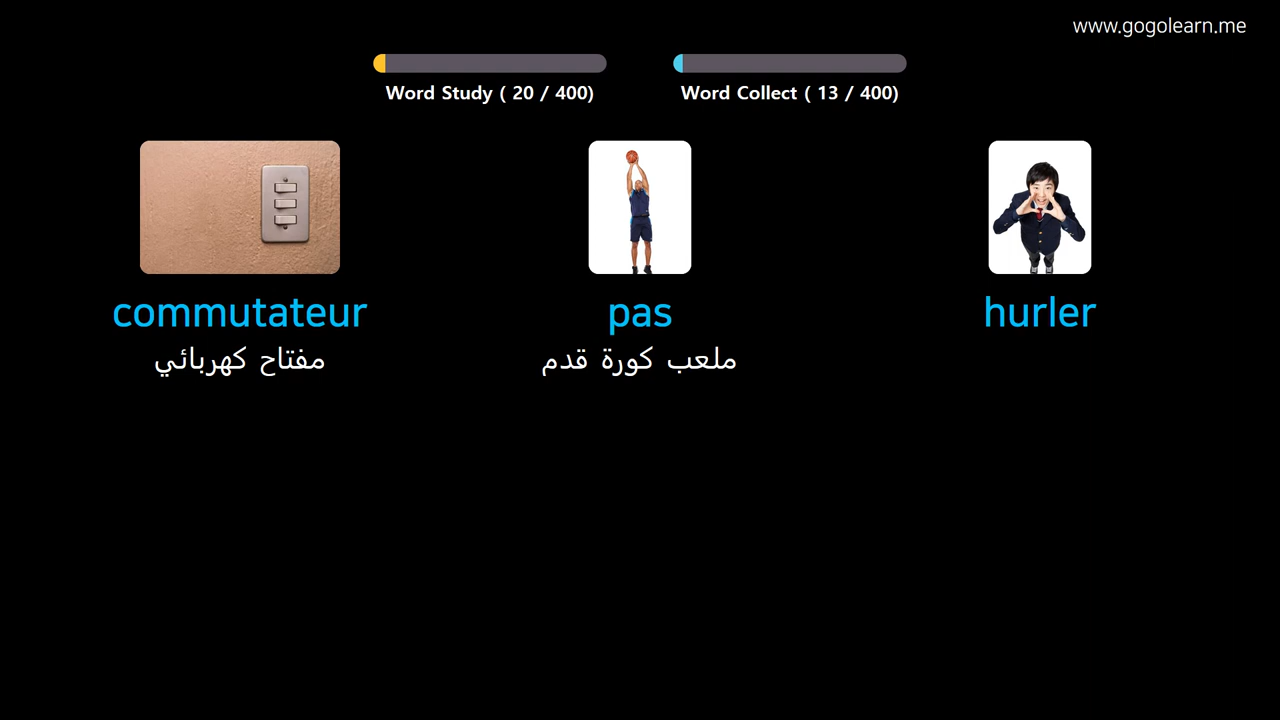 www.gogolearn.me
Word Study ( 20 / 400)
Word Collect ( 13 / 400)
commutateur
مفتاح كهربائي
pas
ملعب كورة قدم
hurler